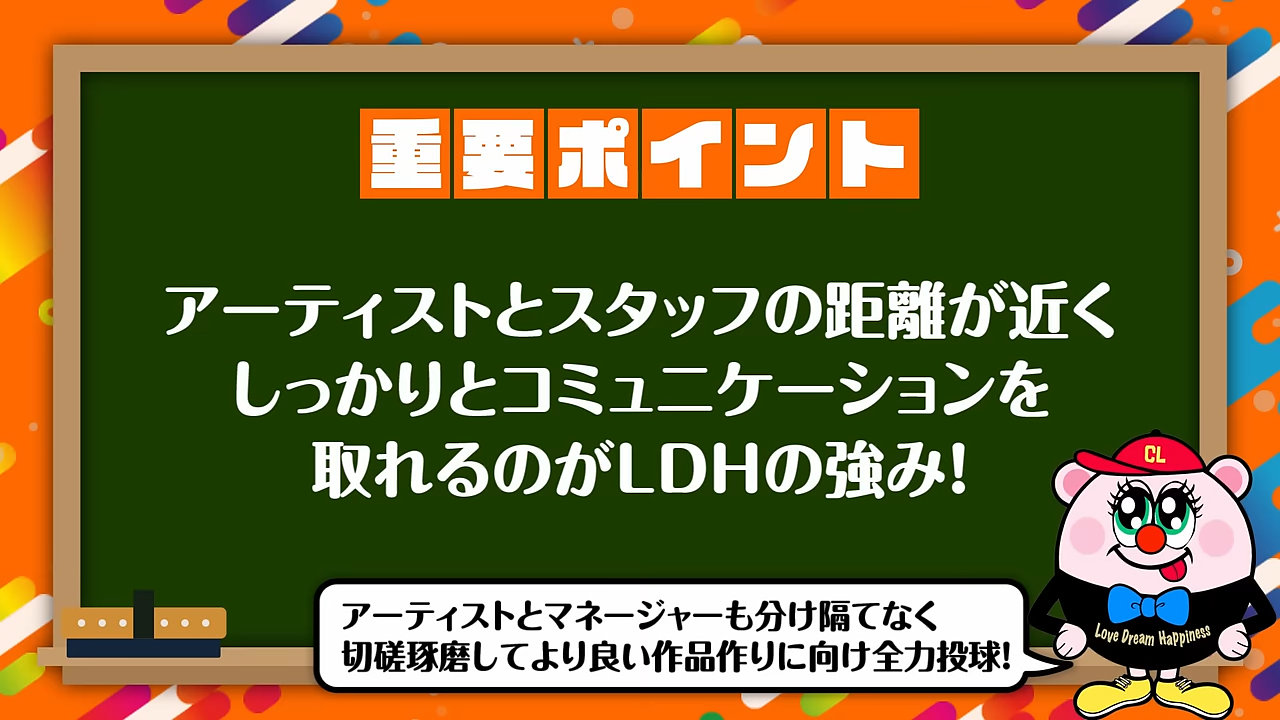 重要ポイント
アーティストとスタッフの距離が近く
しっかりとコミュニケーションを
取れるのがLDHの強み!
アーティストとマネージャーも分け隔てなく
切磋琢磨してより良い作品作りに向け全力投球!
CL
Love Dream Happiness